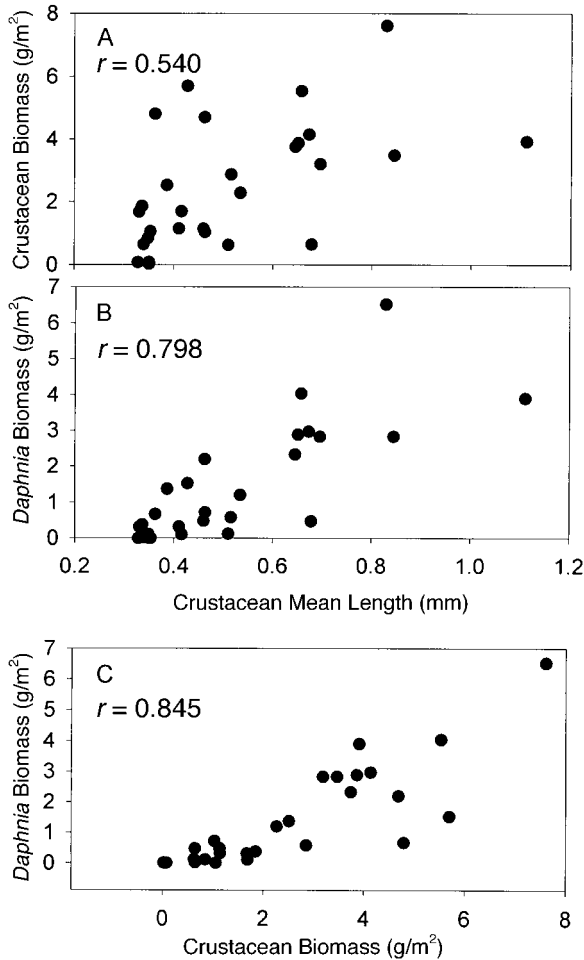 A
r = 0.540
Crustacean Biomass (g/m²)
8
6
4
2
0
B
r = 0.798
Daphnia Biomass (g/m²)
7
6
5
4
3
2
1
0
0.2 0.4 0.6 0.8 1.0 1.2
Crustacean Mean Length (mm)
C
r = 0.845
Daphnia Biomass (g/m²)
7
6
5
4
3
2
1
0
0 2 4 6 8
Crustacean Biomass (g/m²)